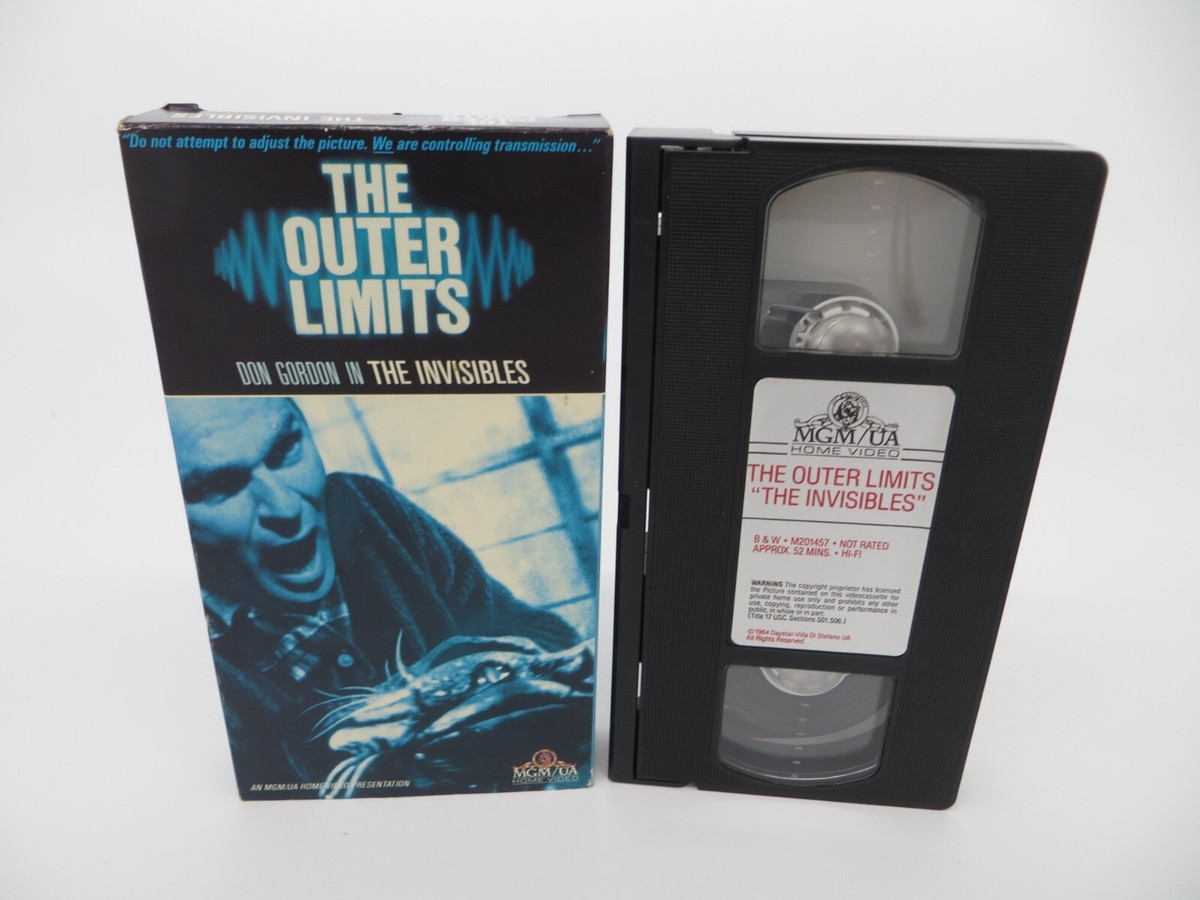 THE INVISIBLES
"Do not attempt to adjust the picture. We are controlling transmission..."
THE
OUTER
LIMITS
DON GORDON IN THE INVISIBLES
MGM/UA
HOME VIDEO
AN MGM/UA HOME VIDEO PRESENTATION
MGM/UA
HOME VIDEO
THE OUTER LIMITS
"THE INVISIBLES"
B & W • M201457 • NOT RATED
APPROX. 52 MINS. • HI-FI
WARNING The copyright proprietor has licensed
the Picture contained on this videocassette for
private home use only and prohibits any other
use, copying, reproduction or performance in
public, in whole or in part.
(Title 17 USC. Sections 501.506.)
©1964 Daystar-Villa Di Stefano UA
All Rights Reserved